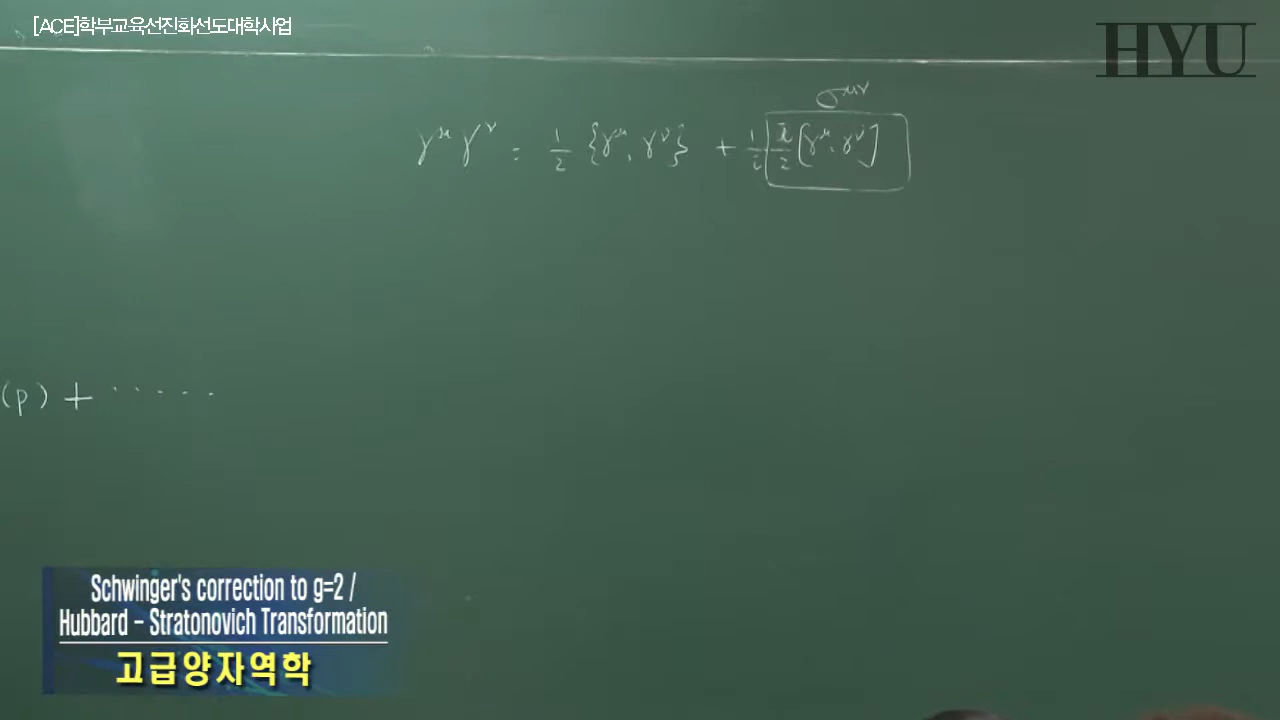 [ACE]학부교육선진화선도대학사업
HYU
σ^{μν}
γ^μ γ^ν = 1/2 {γ^μ, γ^ν} + 1/i i/2 [γ^μ, γ^ν]
(p) + ......
Schwinger's correction to g=2 /
Hubbard - Stratonovich Transformation
고급양자역학